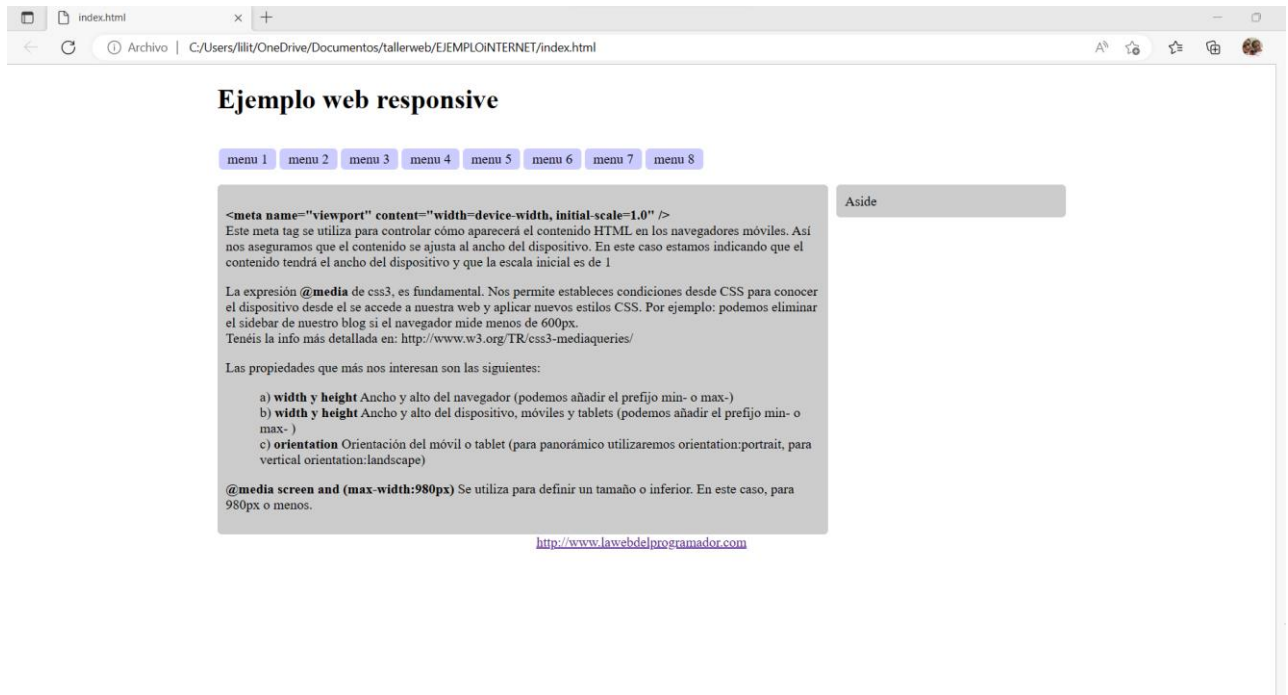 index.html
Archivo | C:/Users/lilit/OneDrive/Documentos/tallerweb/EJEMPLOiNTERNET/index.html
Ejemplo web responsive
menu 1 menu 2 menu 3 menu 4 menu 5 menu 6 menu 7 menu 8
<meta name="viewport" content="width=device-width, initial-scale=1.0" />
Este meta tag se utiliza para controlar cómo aparecerá el contenido HTML en los navegadores móviles. Así
nos aseguramos que el contenido se ajusta al ancho del dispositivo. En este caso estamos indicando que el
contenido tendrá el ancho del dispositivo y que la escala inicial es de 1
La expresión @media de css3, es fundamental. Nos permite estableces condiciones desde CSS para conocer
el dispositivo desde el se accede a nuestra web y aplicar nuevos estilos CSS. Por ejemplo: podemos eliminar
el sidebar de nuestro blog si el navegador mide menos de 600px.
Tenéis la info más detallada en: http://www.w3.org/TR/css3-mediaqueries/
Las propiedades que más nos interesan son las siguientes:
a) width y height Ancho y alto del navegador (podemos añadir el prefijo min- o max-)
b) width y height Ancho y alto del dispositivo, móviles y tablets (podemos añadir el prefijo min- o
max- )
c) orientation Orientación del móvil o tablet (para panorámico utilizaremos orientation:portrait, para
vertical orientation:landscape)
@media screen and (max-width:980px) Se utiliza para definir un tamaño o inferior. En este caso, para
980px o menos.
Aside
http://www.lawebdelprogramador.com